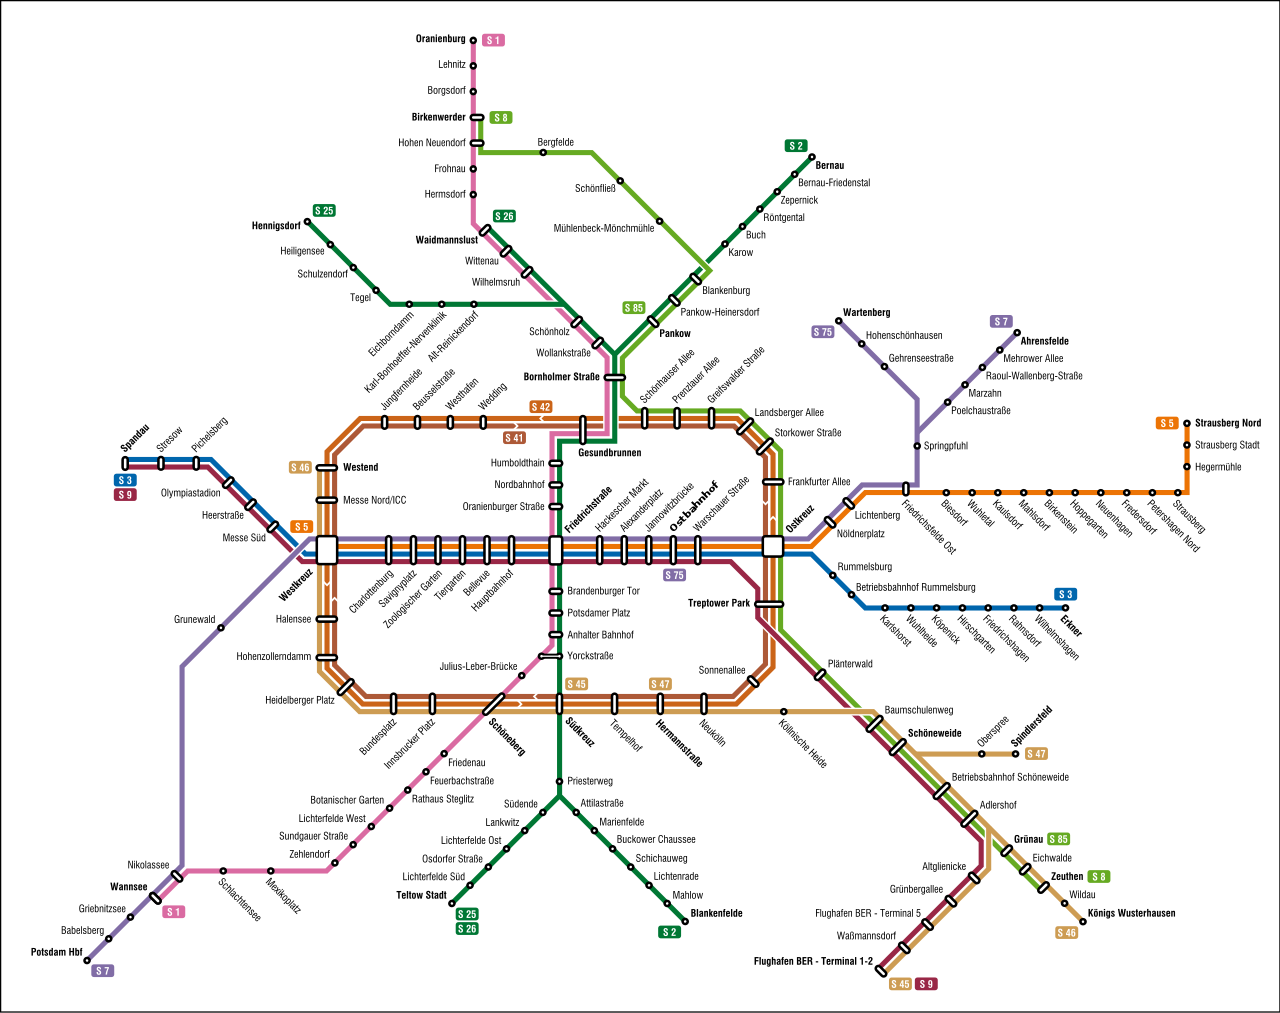 Oranienburg
S 1
Lehnitz
Borgsdorf
Birkenwerder
S 8
Hohen Neuendorf
Bergfelde
Frohnau
Schönfließ
Hermsdorf
S 2
Bernau
Bernau-Friedenstal
Zepernick
Röntgental
Buch
Karow
S 25
Hennigsdorf
Heiligensee
Schulzendorf
Tegel
S 26
Waidmannslust
Wittenau
Wilhelmsruh
Mühlenbeck-Mönchmühle
Blankenburg
Pankow-Heinersdorf
S 85
Pankow
Eichborndamm
Karl-Bonhoeffer-Nervenklinik
Alt-Reinickendorf
Schönholz
Wollankstraße
Bornholmer Straße
Wartenberg
S 75
Hohenschönhausen
Gehrenseestraße
S 7
Ahrensfelde
Mehrower Allee
Raoul-Wallenberg-Straße
Marzahn
Poelchaustraße
Springpfuhl
Jungfernheide
Beusselstraße
Westhafen
Wedding
S 42
S 41
Gesundbrunnen
Schönhauser Allee
Prenzlauer Allee
Greifswalder Straße
Landsberger Allee
Storkower Straße
Frankfurter Allee
S 5
Strausberg Nord
Strausberg Stadt
Hegermühle
Spandau
Stresow
Pichelsberg
S 3
S 9
Olympiastadion
Heerstraße
Messe Süd
S 46
Westend
Messe Nord/ICC
S 5
Humboldthain
Nordbahnhof
Oranienburger Straße
Friedrichstraße
Hackescher Markt
Alexanderplatz
Jannowitzbrücke
Ostbahnhof
Warschauer Straße
Ostkreuz
Nöldnerplatz
Lichtenberg
Friedrichsfelde Ost
Biesdorf
Wuhletal
Kaulsdorf
Mahlsdorf
Birkenstein
Hoppegarten
Neuenhagen
Fredersdorf
Petershagen Nord
Strausberg
Westkreuz
Charlottenburg
Savignyplatz
Zoologischer Garten
Tiergarten
Bellevue
Hauptbahnhof
S 75
Rummelsburg
Betriebsbahnhof Rummelsburg
Karlshorst
Wuhlheide
Köpenick
Hirschgarten
Friedrichshagen
Rahnsdorf
Wilhelmshagen
S 3
Erkner
Grunewald
Halensee
Hohenzollerndamm
Heidelberger Platz
Brandenburger Tor
Potsdamer Platz
Anhalter Bahnhof
Yorckstraße
Julius-Leber-Brücke
Treptower Park
Plänterwald
Sonnenallee
Bundesplatz
Innsbrucker Platz
Schöneberg
S 45
Südkreuz
Tempelhof
S 47
Hermannstraße
Neukölln
Köllnische Heide
Baumschulenweg
Schöneweide
Oberspree
Spindlersfeld
S 47
Betriebsbahnhof Schöneweide
Adlershof
Grünau
S 85
Eichwalde
Zeuthen
S 8
Wildau
Königs Wusterhausen
S 46
Altglienicke
Grünbergallee
Flughafen BER - Terminal 5
Waßmannsdorf
Flughafen BER - Terminal 1-2
S 45
S 9
Friedenau
Feuerbachstraße
Rathaus Steglitz
Botanischer Garten
Lichterfelde West
Sundgauer Straße
Zehlendorf
Mexikoplatz
Schlachtensee
Nikolassee
Wannsee
S 1
Griebnitzsee
Babelsberg
Potsdam Hbf
S 7
Priesterweg
Südende
Lankwitz
Lichterfelde Ost
Osdorfer Straße
Lichterfelde Süd
Teltow Stadt
S 25
S 26
Attilastraße
Marienfelde
Buckower Chaussee
Schichauweg
Lichtenrade
Mahlow
Blankenfelde
S 2